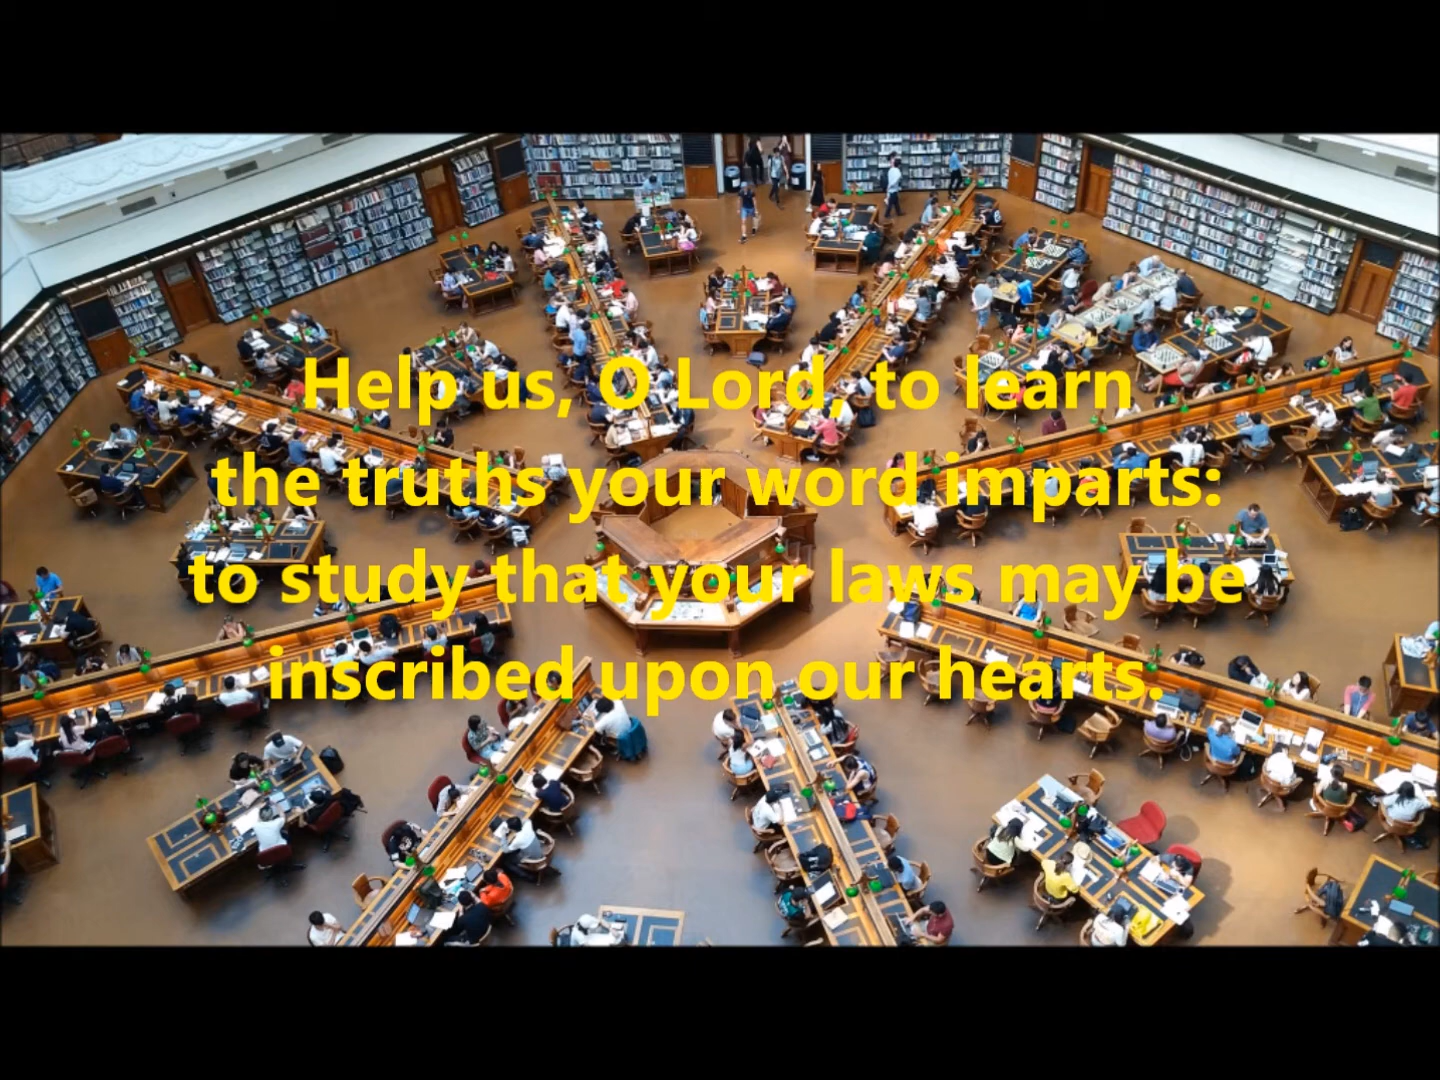 Help us, O Lord, to learn
the truths your word imparts:
to study that your laws may be
inscribed upon our hearts.